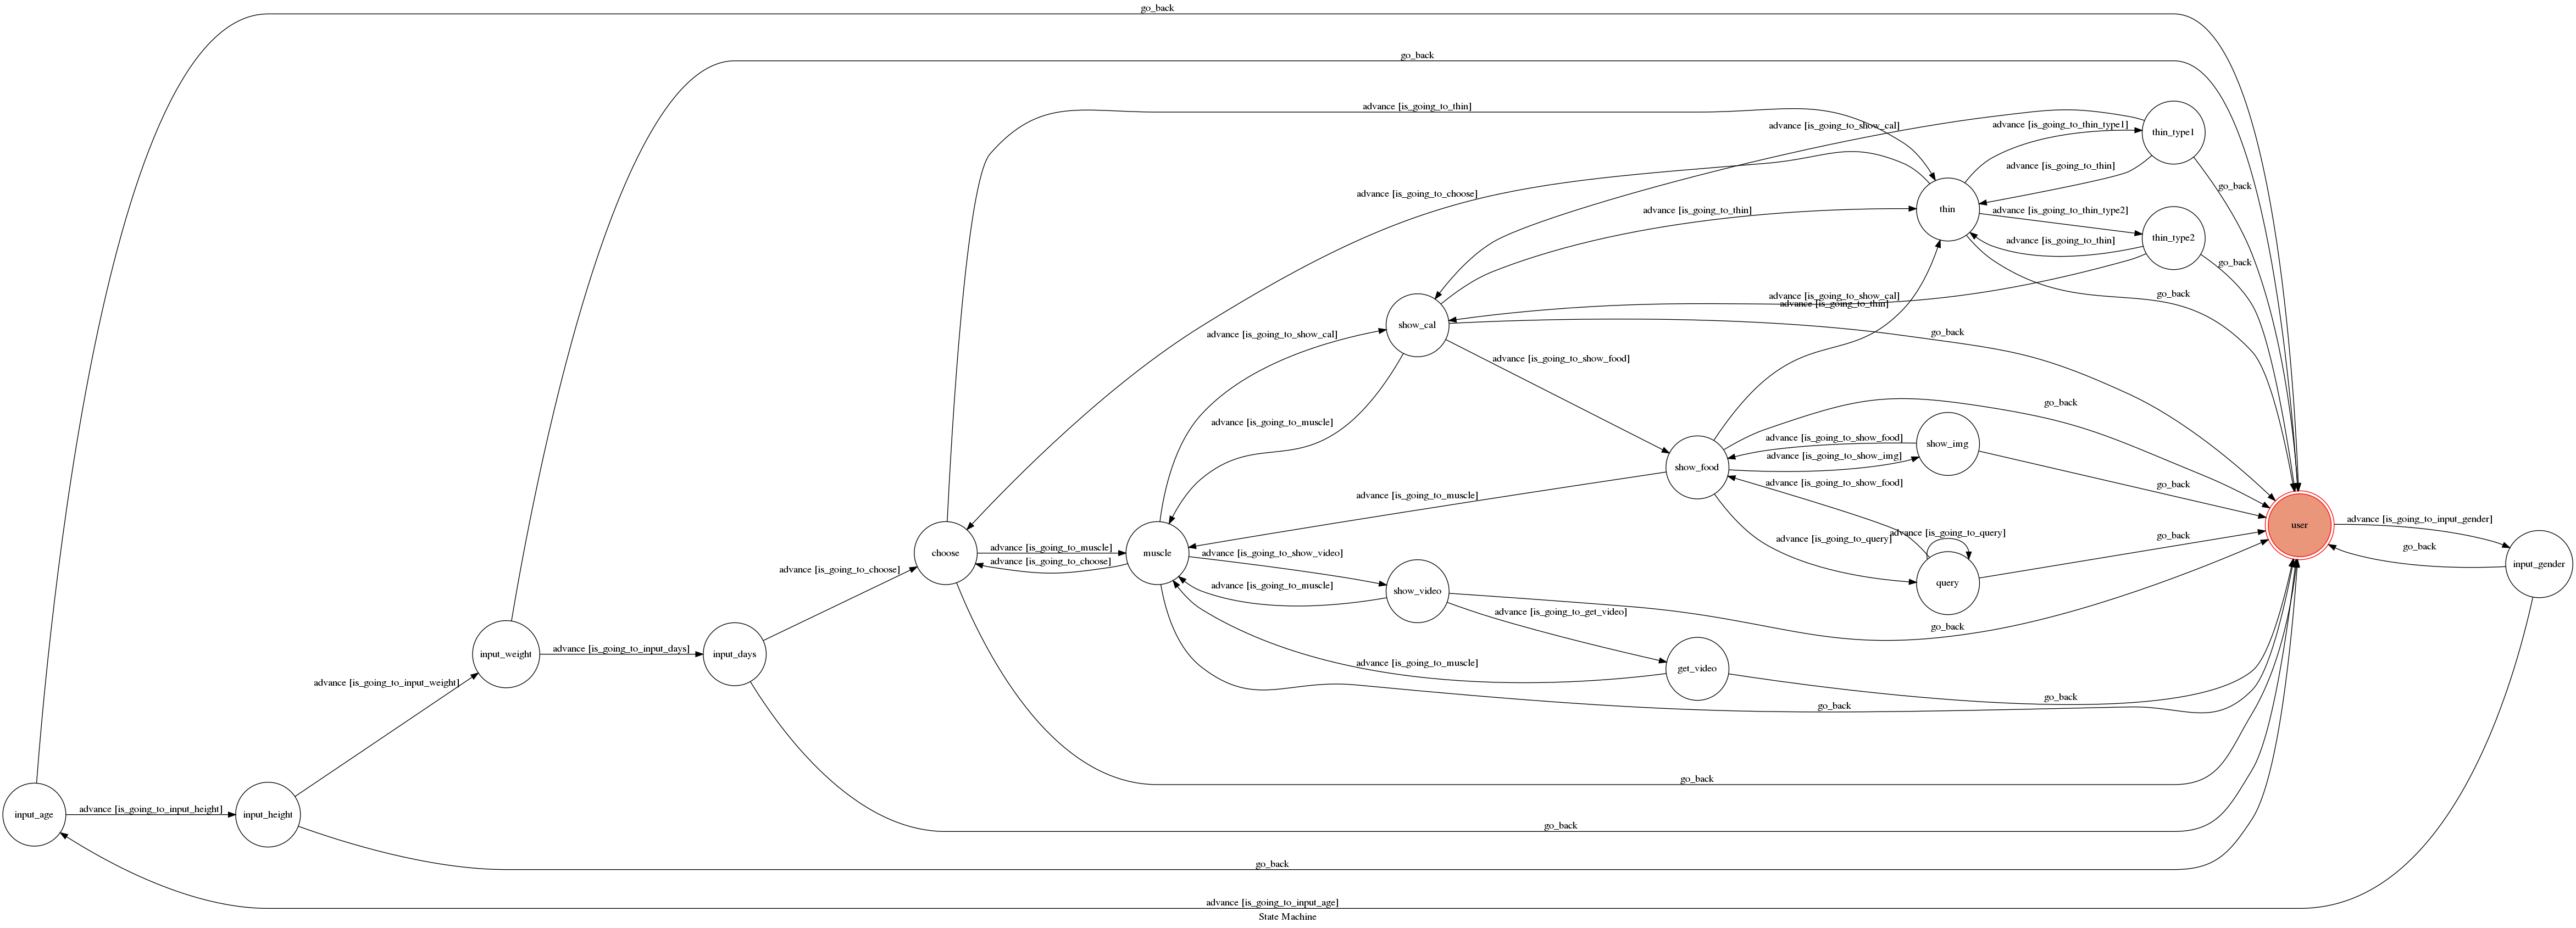 go_back
go_back
advance [is_going_to_thin]
advance [is_going_to_show_cal]
advance [is_going_to_thin_type1]
thin_type1
advance [is_going_to_thin]
go_back
advance [is_going_to_choose]
advance [is_going_to_thin]
thin
advance [is_going_to_thin_type2]
advance [is_going_to_thin]
thin_type2
go_back
go_back
advance [is_going_to_show_cal]
advance [is_going_to_thin]
show_cal
advance [is_going_to_show_cal]
go_back
advance [is_going_to_show_food]
go_back
advance [is_going_to_muscle]
advance [is_going_to_show_food]
show_img
advance [is_going_to_show_img]
show_food
advance [is_going_to_show_food]
go_back
advance [is_going_to_muscle]
user
advance [is_going_to_input_gender]
advance [is_going_to_query]
advance [is_going_to_query]
go_back
go_back
input_gender
choose
advance [is_going_to_muscle]
advance [is_going_to_choose]
muscle
advance [is_going_to_show_video]
advance [is_going_to_choose]
advance [is_going_to_muscle]
show_video
query
advance [is_going_to_get_video]
go_back
input_weight
advance [is_going_to_input_days]
input_days
advance [is_going_to_muscle]
get_video
advance [is_going_to_input_weight]
go_back
go_back
go_back
input_age
advance [is_going_to_input_height]
input_height
go_back
go_back
advance [is_going_to_input_age]
State Machine